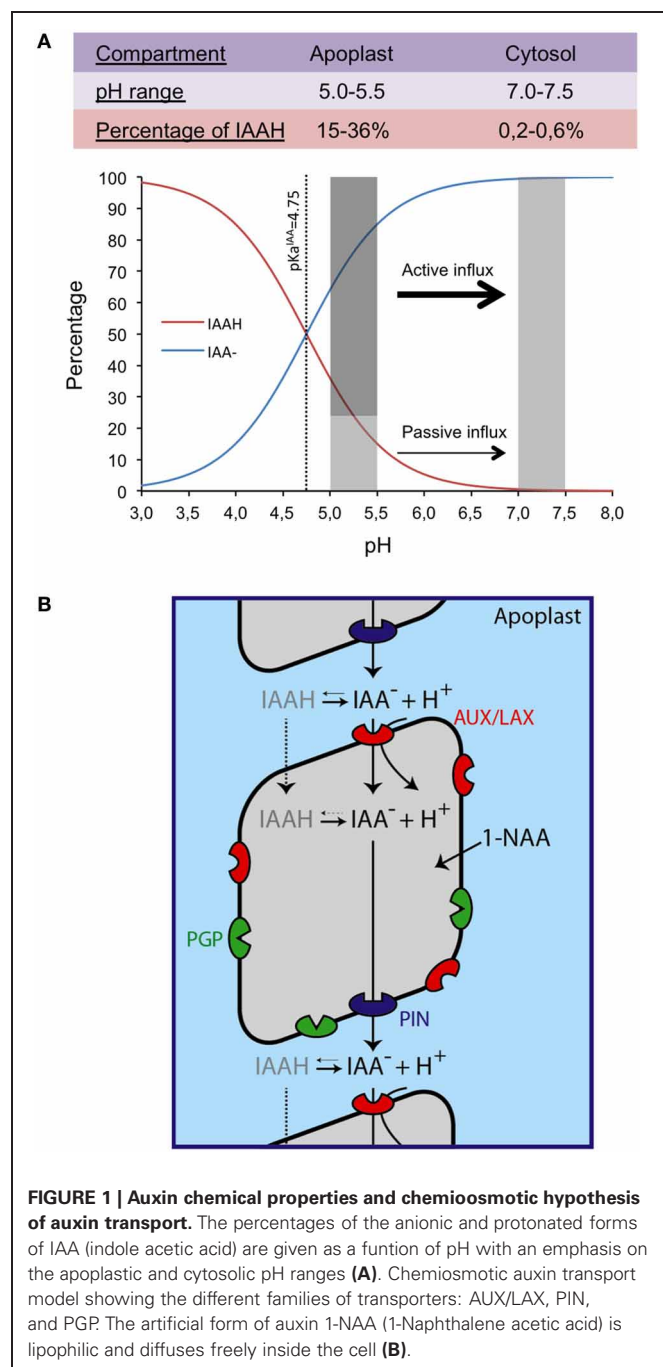 A
Compartment Apoplast Cytosol
pH range 5.0-5.5 7.0-7.5
Percentage of IAAH 15-36% 0,2-0,6%
100
90
80
70
60
50
40
30
20
10
0
Percentage
pKa^IAA=4.75
IAAH
IAA-
Active influx
Passive influx
3,0 3,5 4,0 4,5 5,0 5,5 6,0 6,5 7,0 7,5 8,0
pH
B
Apoplast
IAAH ⇌ IAA⁻ + H⁺
AUX/LAX
IAAH ⇌ IAA⁻ + H⁺
1-NAA
PGP
PIN
IAAH ⇌ IAA⁻ + H⁺
FIGURE 1 | Auxin chemical properties and chemioosmotic hypothesis
of auxin transport. The percentages of the anionic and protonated forms
of IAA (indole acetic acid) are given as a funtion of pH with an emphasis on
the apoplastic and cytosolic pH ranges (A). Chemiosmotic auxin transport
model showing the different families of transporters: AUX/LAX, PIN,
and PGP. The artificial form of auxin 1-NAA (1-Naphthalene acetic acid) is
lipophilic and diffuses freely inside the cell (B).